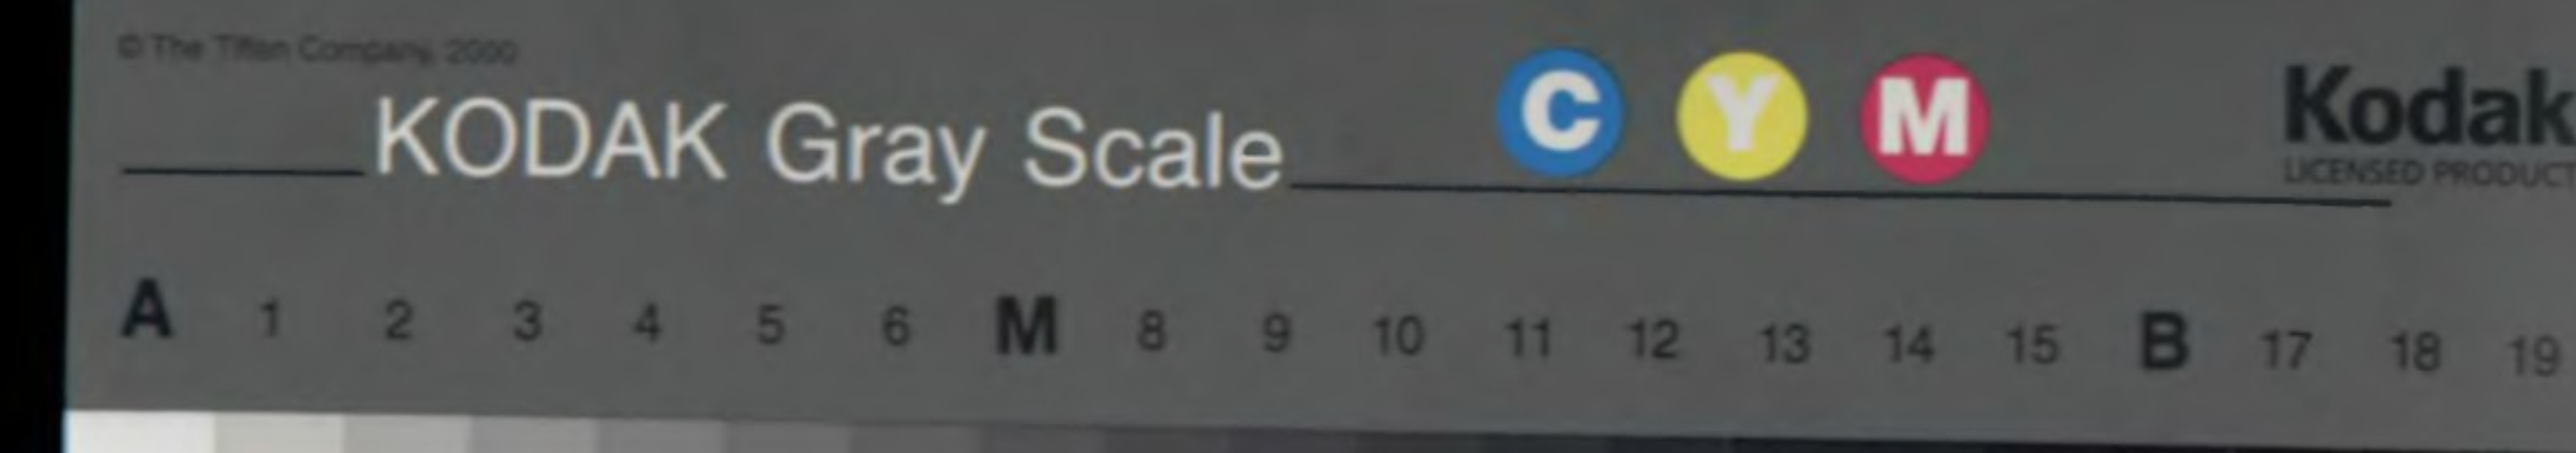 © The Tiffen Company, 2000
KODAK Gray Scale C Y M Kodak
LICENSED PRODUCT
A 1 2 3 4 5 6 M 8 9 10 11 12 13 14 15 B 17 18 19